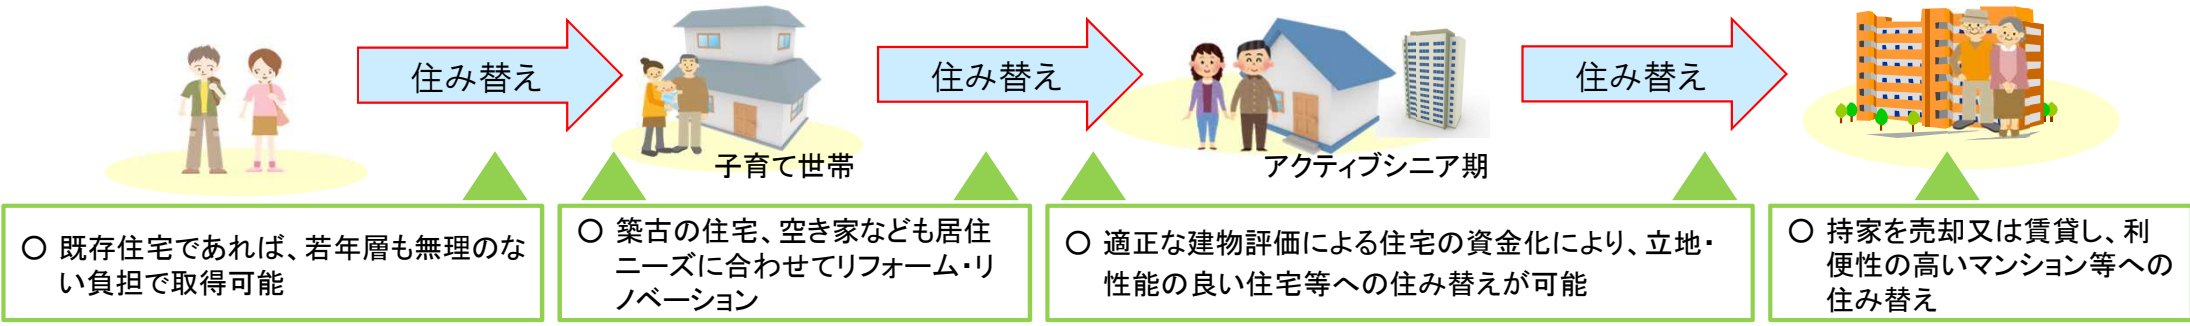 住み替え
住み替え
住み替え
子育て世帯
アクティブシニア期
○ 既存住宅であれば、若年層も無理のな
い負担で取得可能
○ 築古の住宅、空き家なども居住
ニーズに合わせてリフォーム・リ
ノベーション
○ 適正な建物評価による住宅の資金化により、立地・
性能の良い住宅等への住み替えが可能
○ 持家を売却又は賃貸し、利
便性の高いマンション等への
住み替え